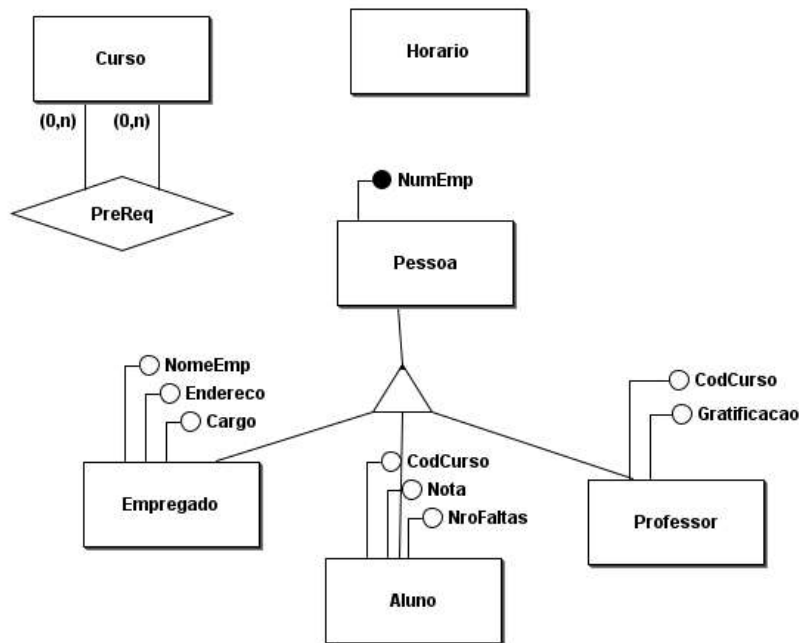 Curso
Horario
(0,n) (0,n)
PreReq
NumEmp
Pessoa
NomeEmp
Endereco
Cargo
Empregado
CodCurso
Nota
NroFaltas
Aluno
CodCurso
Gratificacao
Professor